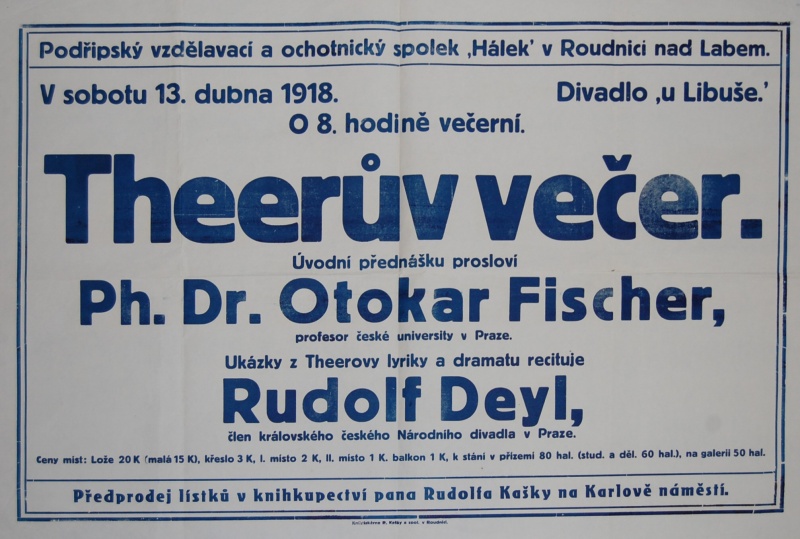 Podřipský vzdělavací a ochotnický spolek ‚Hálek' v Roudnici nad Labem.
V sobotu 13. dubna 1918.
Divadlo ‚u Libuše.'
O 8. hodině večerní.
Theerův večer.
Úvodní přednášku prosloví
Ph. Dr. Otokar Fischer,
profesor české university v Praze.
Ukázky z Theerovy lyriky a dramatu recituje
Rudolf Deyl,
člen královského českého Národního divadla v Praze.
Ceny míst: Lože 20 K (malá 15 K), křeslo 3 K, I. místo 2 K, II. místo 1 K. balkon 1 K, k stání v přízemí 80 hal. (stud. a děl. 60 hal.), na galerii 50 hal.
Předprodej lístků v knihkupectví pana Rudolfa Kašky na Karlově náměstí.
v Roudnici.